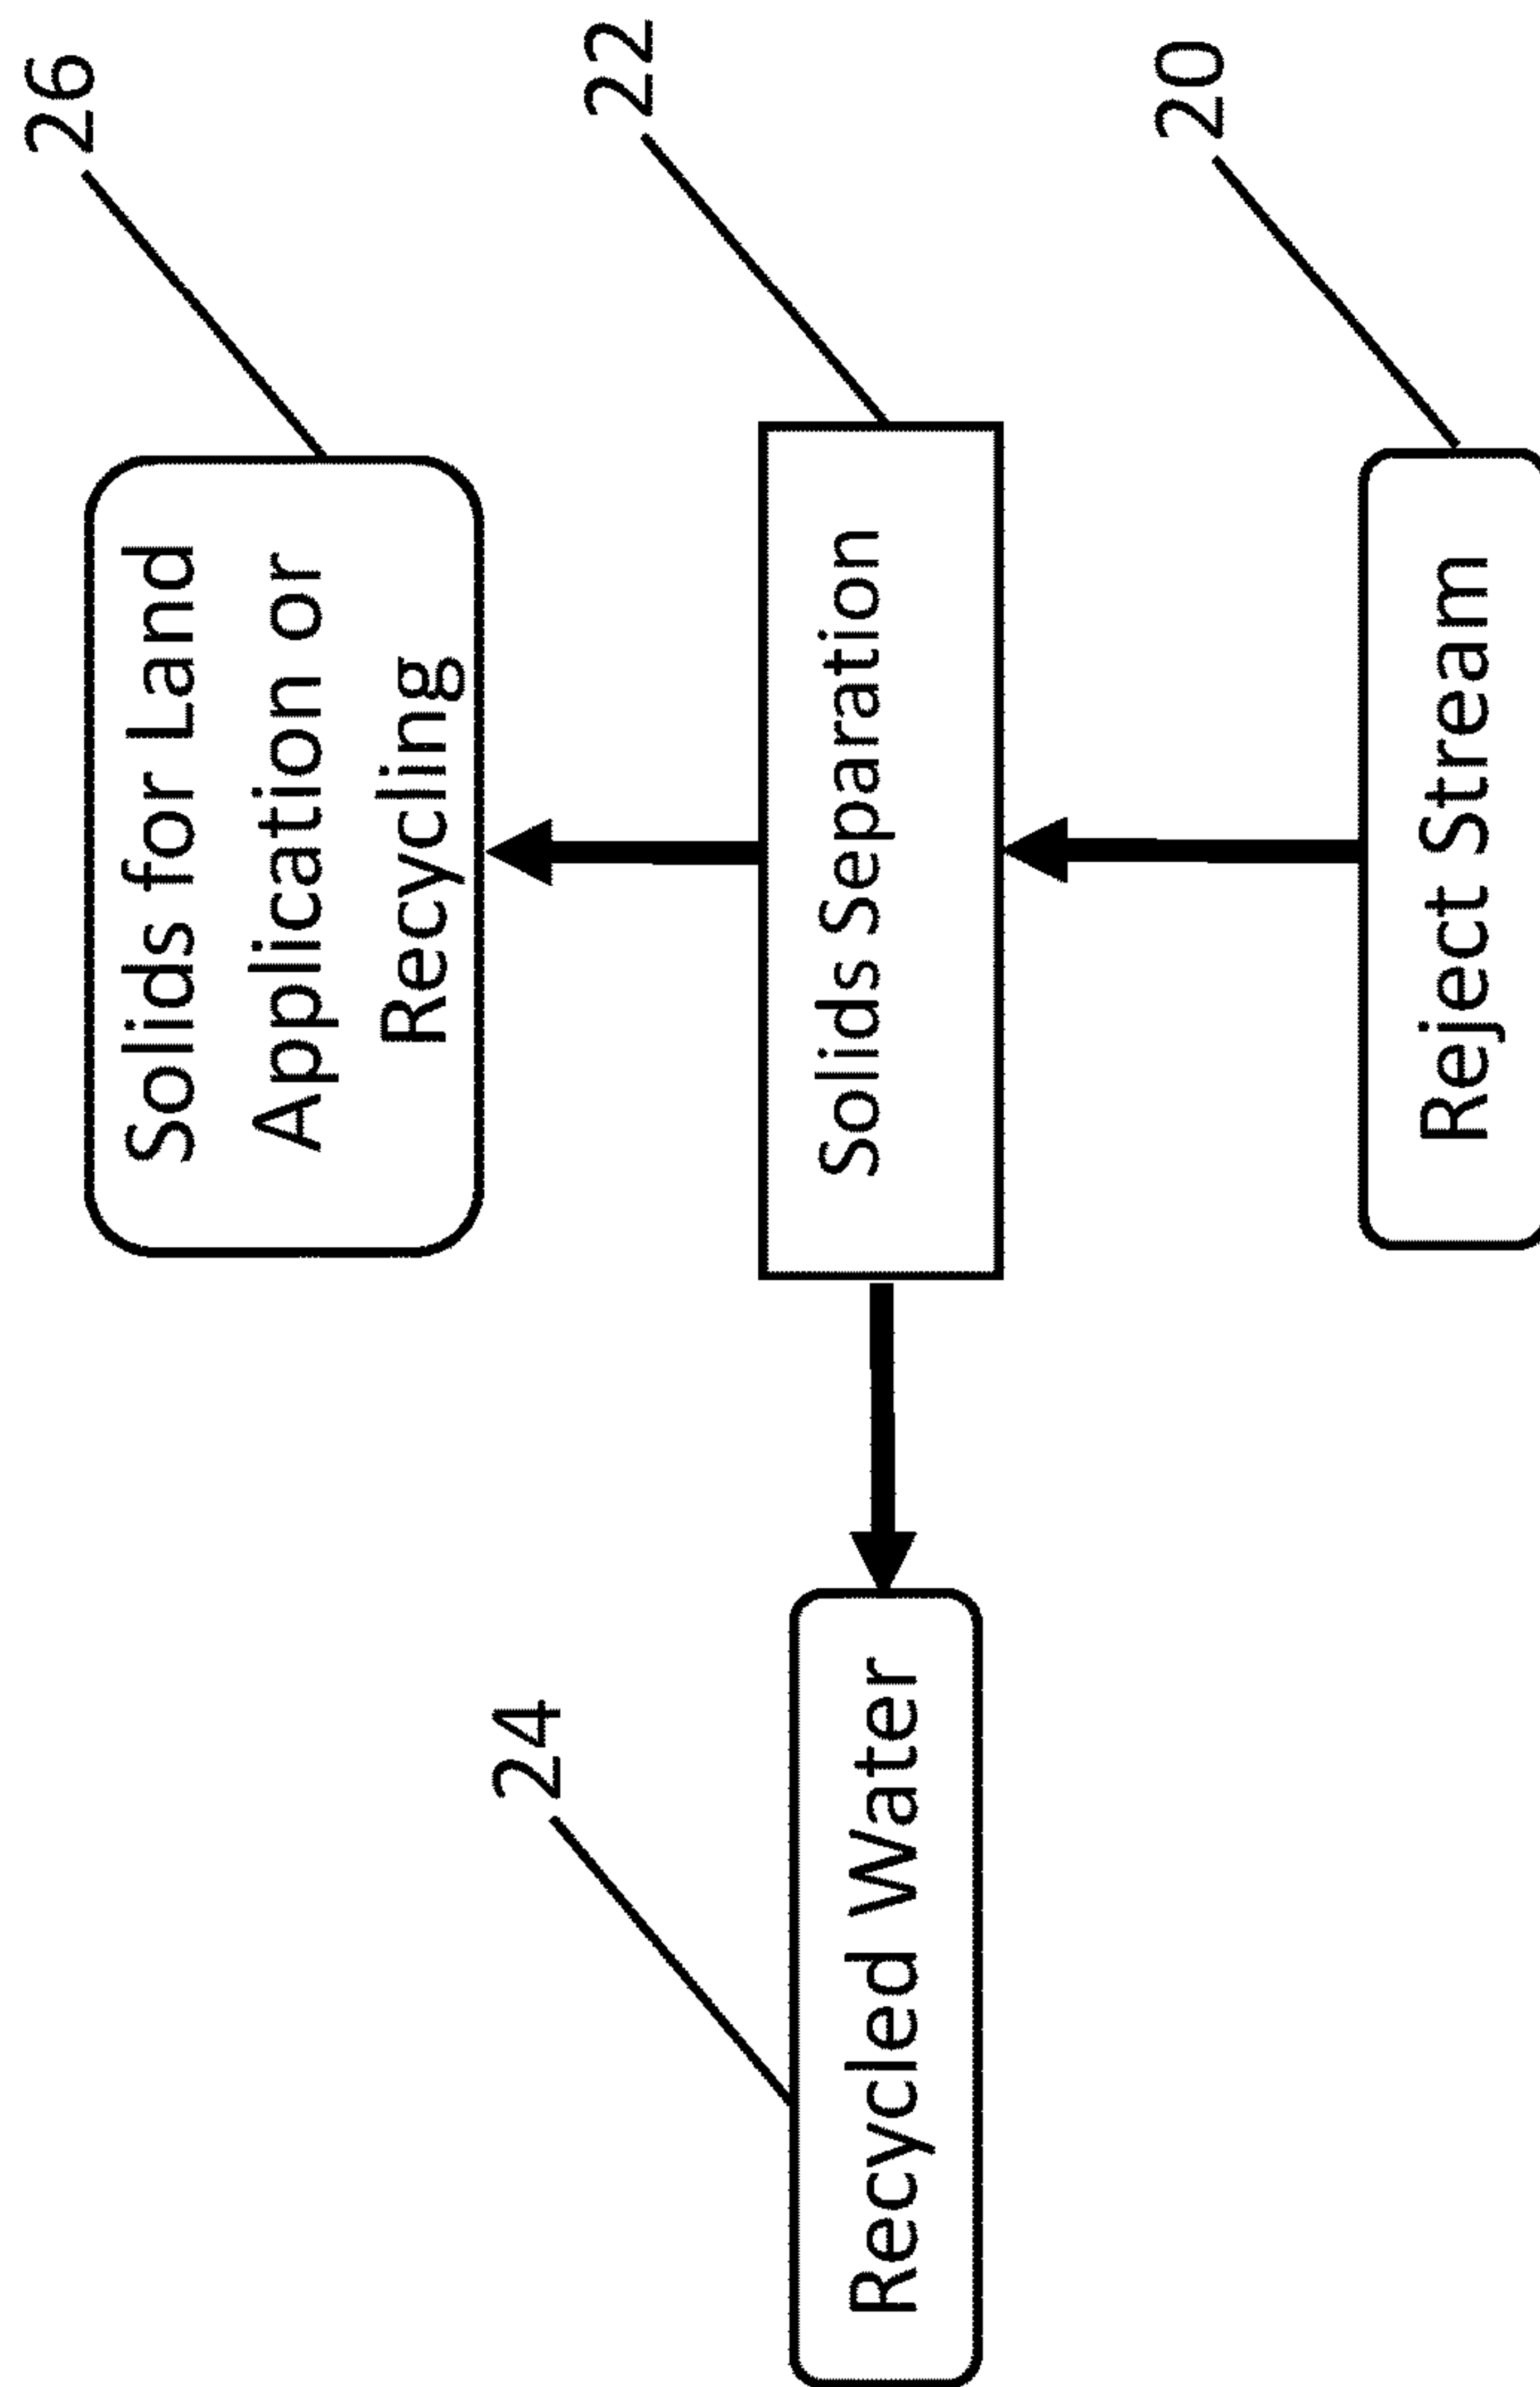 26
Solids for Land
Application or
Recycling
22
Solids Separation
20
Reject Stream
24
Recycled Water